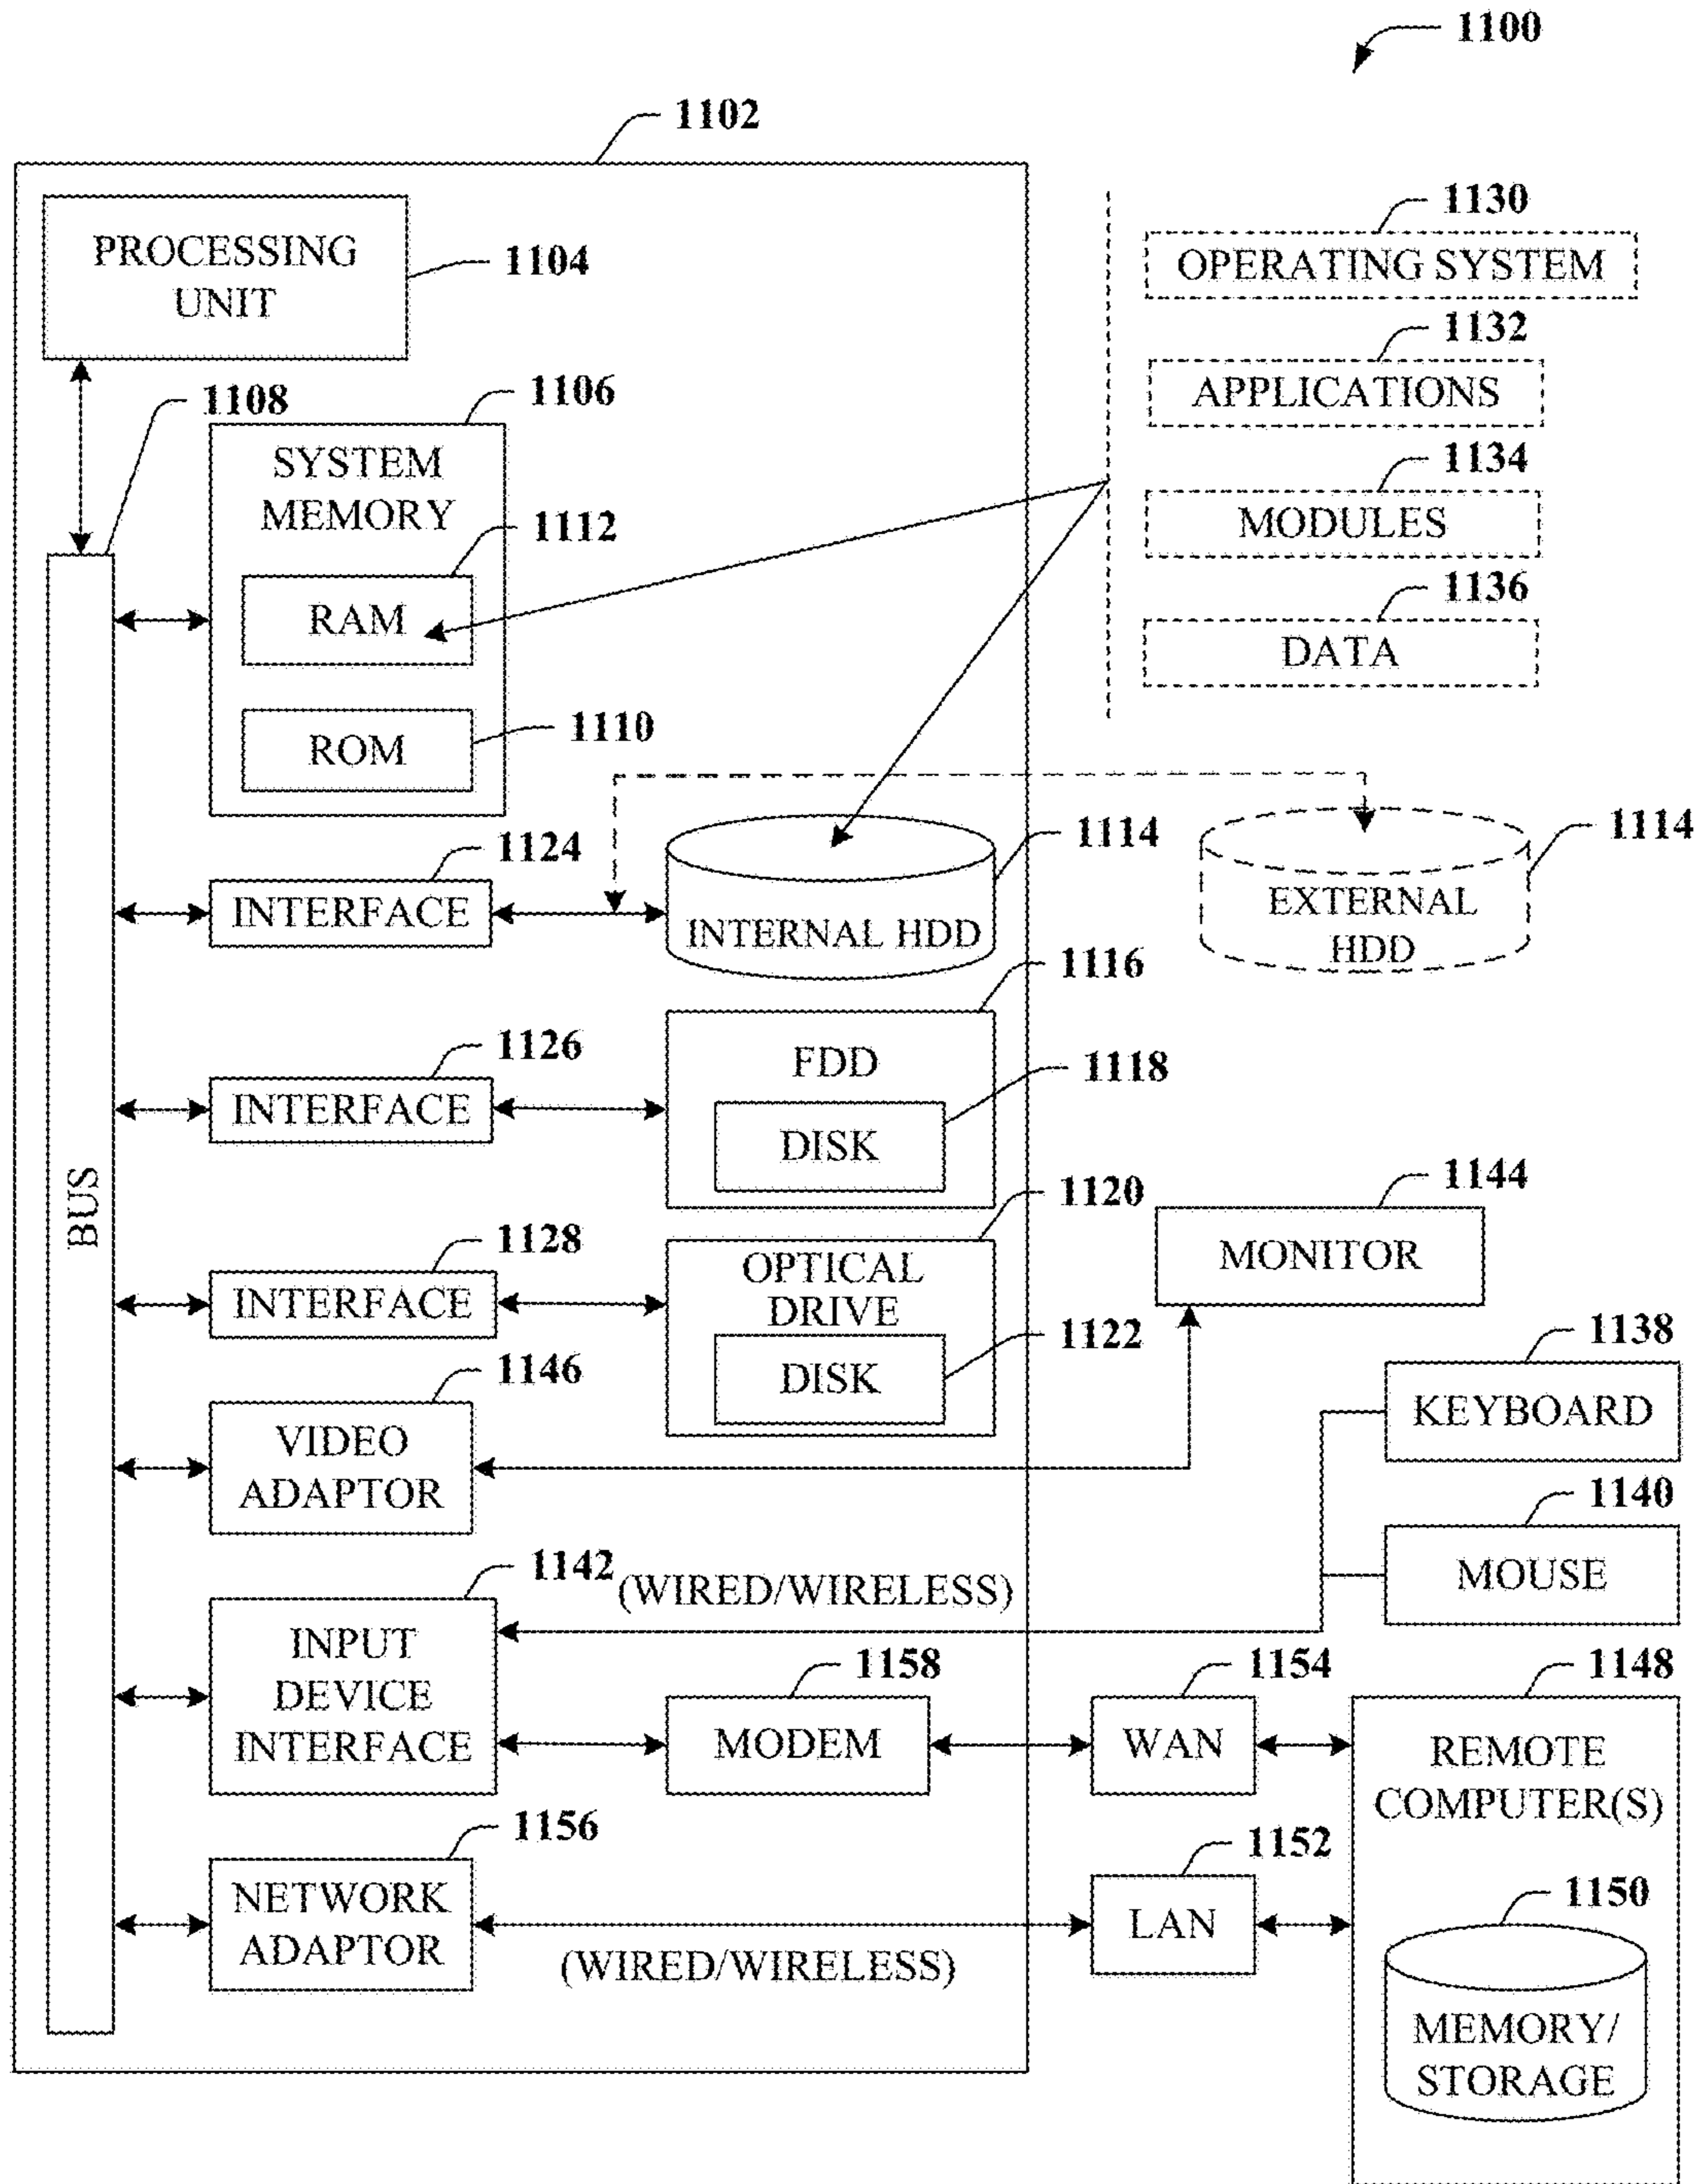 1100
1102
PROCESSING
UNIT
1104
1130
OPERATING SYSTEM
1132
APPLICATIONS
1134
MODULES
1136
DATA
1108
1106
SYSTEM
MEMORY
1112
RAM
1110
ROM
1124
INTERFACE
1114
INTERNAL HDD
1114
EXTERNAL
HDD
1126
INTERFACE
1116
FDD
1118
DISK
BUS
1128
INTERFACE
1120
OPTICAL
DRIVE
1122
DISK
1144
MONITOR
1138
KEYBOARD
1146
VIDEO
ADAPTOR
1140
MOUSE
1142
(WIRED/WIRELESS)
INPUT
DEVICE
INTERFACE
1158
MODEM
1154
WAN
1148
REMOTE
COMPUTER(S)
1156
NETWORK
ADAPTOR
(WIRED/WIRELESS)
1152
LAN
1150
MEMORY/
STORAGE